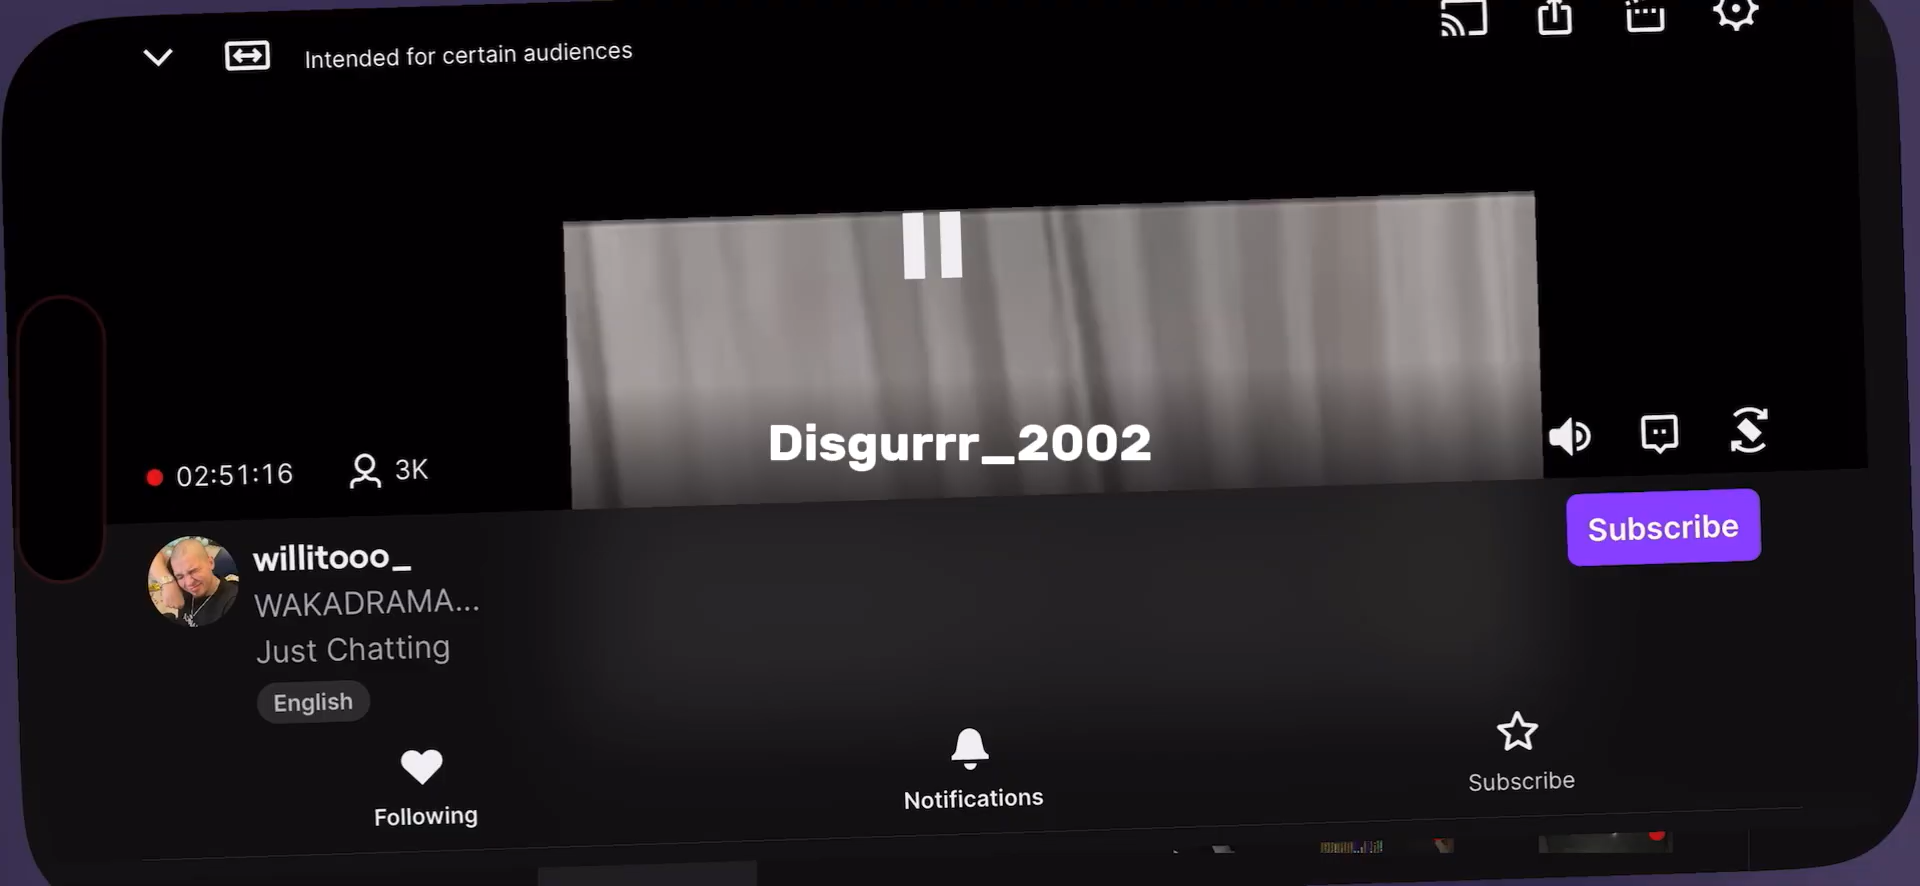 Intended for certain audiences
Disgurrr_2002
02:51:16
3K
Subscribe
willitooo_
WAKADRAMA...
Just Chatting
English
Following
Notifications
Subscribe